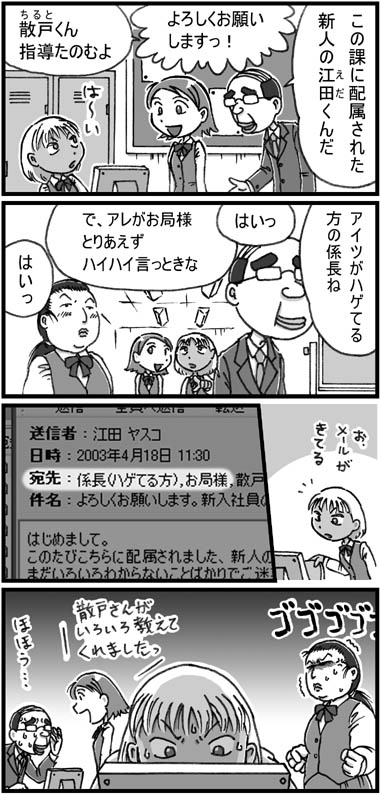 この課に配属された
新人の江田くんだ
えだ
よろしくお願い
しますっ！
散戸くん
ちると
指導たのむよ
は～い
アイツがハゲてる
方の係長ね
はいっ
で、アレがお局様
とりあえず
ハイハイ言っときな
はいっ
お、
メールが
きてる
送信者：江田 ヤスコ
日時：2003年4月18日 11:30
宛先：係長（ハゲてる方）,お局様,散戸
件名：よろしくお願いします。新入社員の
はじめまして。
このたびこちらに配属されました、新人の
まだいろいろわからないことばかりでご迷
ゴゴゴゴゴ
散戸さんが
いろいろ教えて
くれましたっ
ほほう…